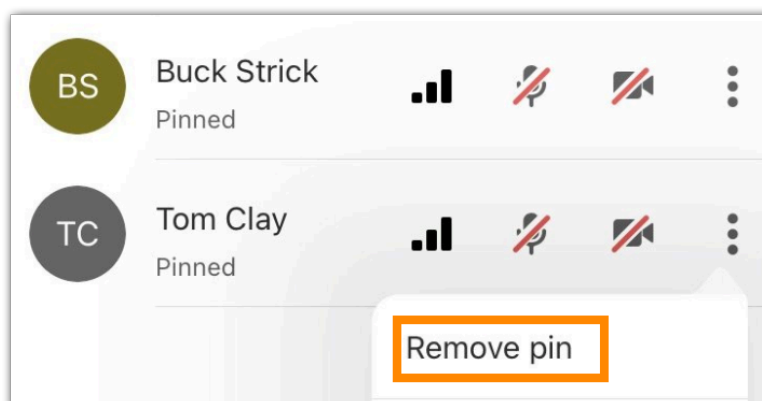 BS
Buck Strick
Pinned
TC
Tom Clay
Pinned
Remove pin